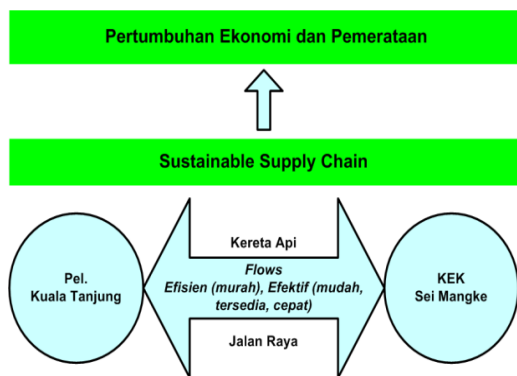 Pertumbuhan Ekonomi dan Pemerataan
Sustainable Supply Chain
Kereta Api
Pel.
Kuala Tanjung
Flows
Efisien (murah), Efektif (mudah,
tersedia, cepat)
KEK
Sei Mangke
Jalan Raya